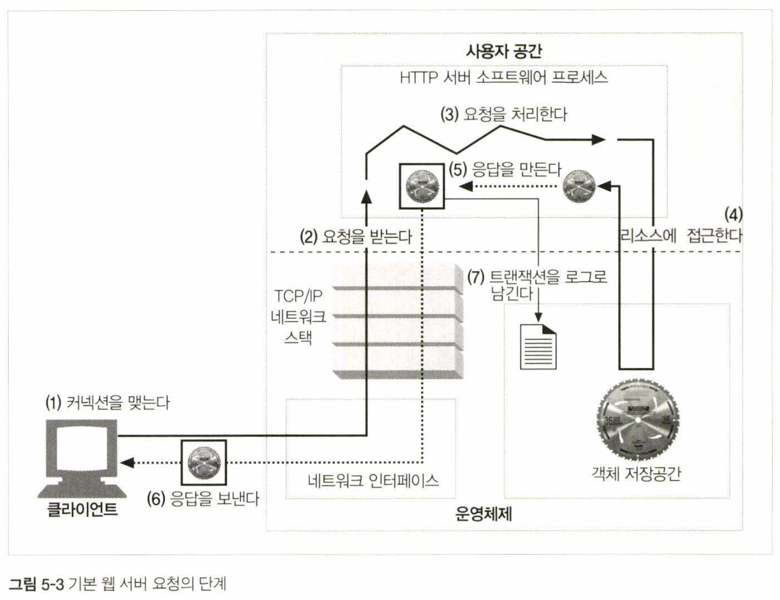 사용자 공간
HTTP 서버 소프트웨어 프로세스
(3) 요청을 처리한다
(5) 응답을 만든다
(4)
리소스에 접근한다
(2) 요청을 받는다
(7) 트랜잭션을 로그로
남긴다
TCP/IP
네트워크
스택
(1) 커넥션을 맺는다
네트워크 인터페이스
객체 저장공간
(6) 응답을 보낸다
클라이언트
운영체제
그림 5-3 기본 웹 서버 요청의 단계